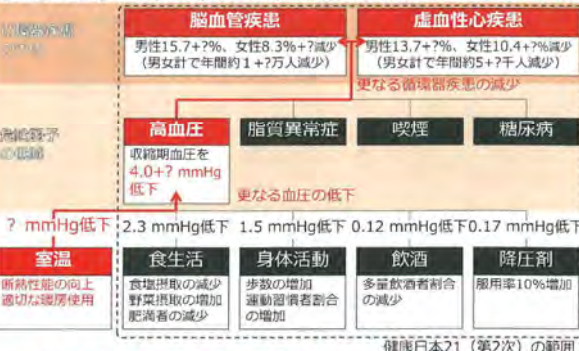 脳血管疾患
虚血性心疾患
男性15.7+?%、女性8.3%+?減少
(男女計で年間約1+?万人減少)
男性13.7+?%、女性10.4+?%減少
(男女計で年間約5+?千人減少)
更なる循環器疾患の減少
高血圧
脂質異常症
喫煙
糖尿病
収縮期血圧を
4.0+? mmHg
低下
更なる血圧の低下
? mmHg低下
2.3 mmHg低下
1.5 mmHg低下
0.12 mmHg低下
0.17 mmHg低下
室温
食生活
身体活動
飲酒
降圧剤
断熱性能の向上
適切な暖房使用
食塩摂取の減少
野菜摂取の増加
肥満者の減少
歩数の増加
運動習慣者割合
の増加
多量飲酒者割合
の減少
服用率10%増加
健康日本21(第2次)の範囲